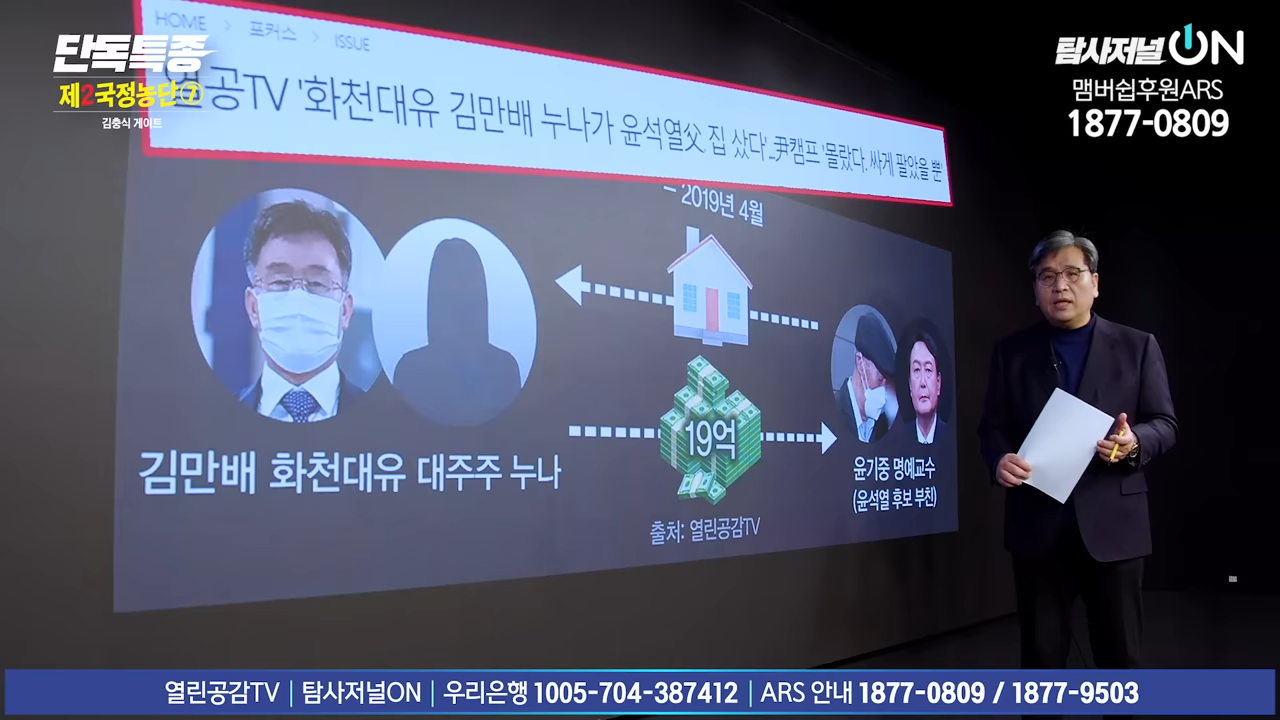 단독특종
제2국정농단⑦
김충식 게이트
HOME > 포커스 > ISSUE
공TV '화천대유 김만배 누나가 윤석열父 집 샀다'...尹캠프 '몰랐다. 싸게 팔았을 뿐'
탐사저널ON
맴버쉽후원ARS
1877-0809
- 2019년 4월
19억
김만배 화천대유 대주주 누나
윤기중 명예교수
(윤석열 후보 부친)
출처: 열린공감TV
열린공감TV | 탐사저널ON | 우리은행 1005-704-387412 | ARS 안내 1877-0809 / 1877-9503